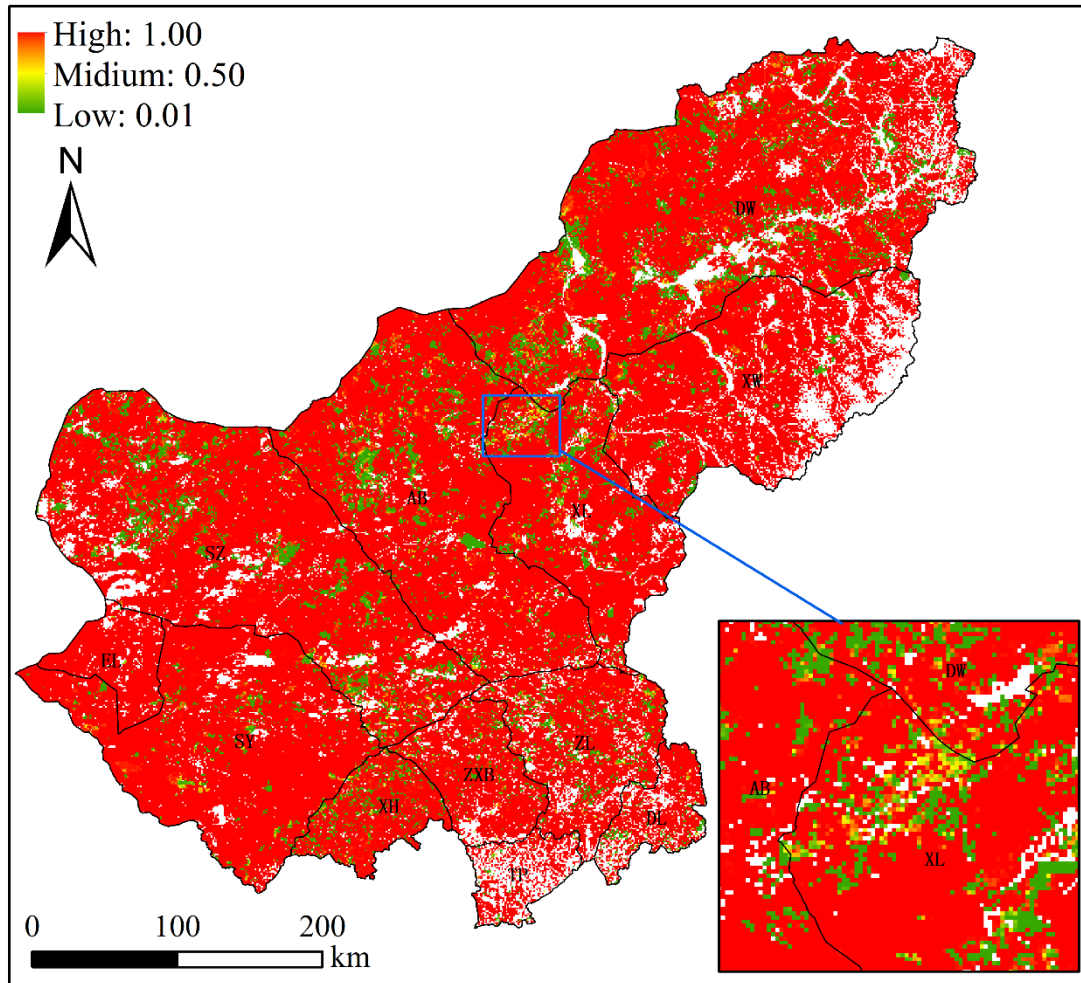 High: 1.00
Midium: 0.50
Low: 0.01
N
DW
XW
AB
XL
SZ
EL
SY
ZL
ZXB
XH
DL
TP
DW
AB
XL
0 100 200
km